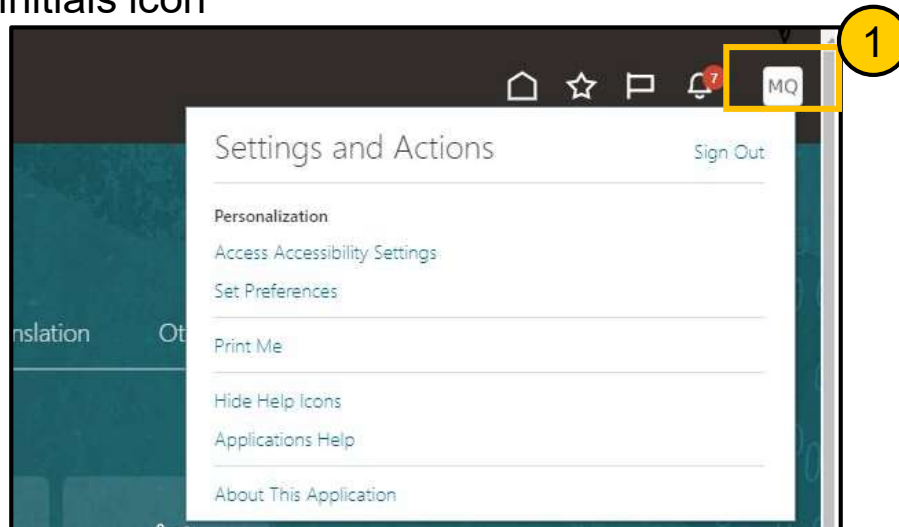 initials icon
1
7
MQ
Settings and Actions
Sign Out
Personalization
Access Accessibility Settings
Set Preferences
nslation
Ot
Print Me
Hide Help Icons
Applications Help
About This Application